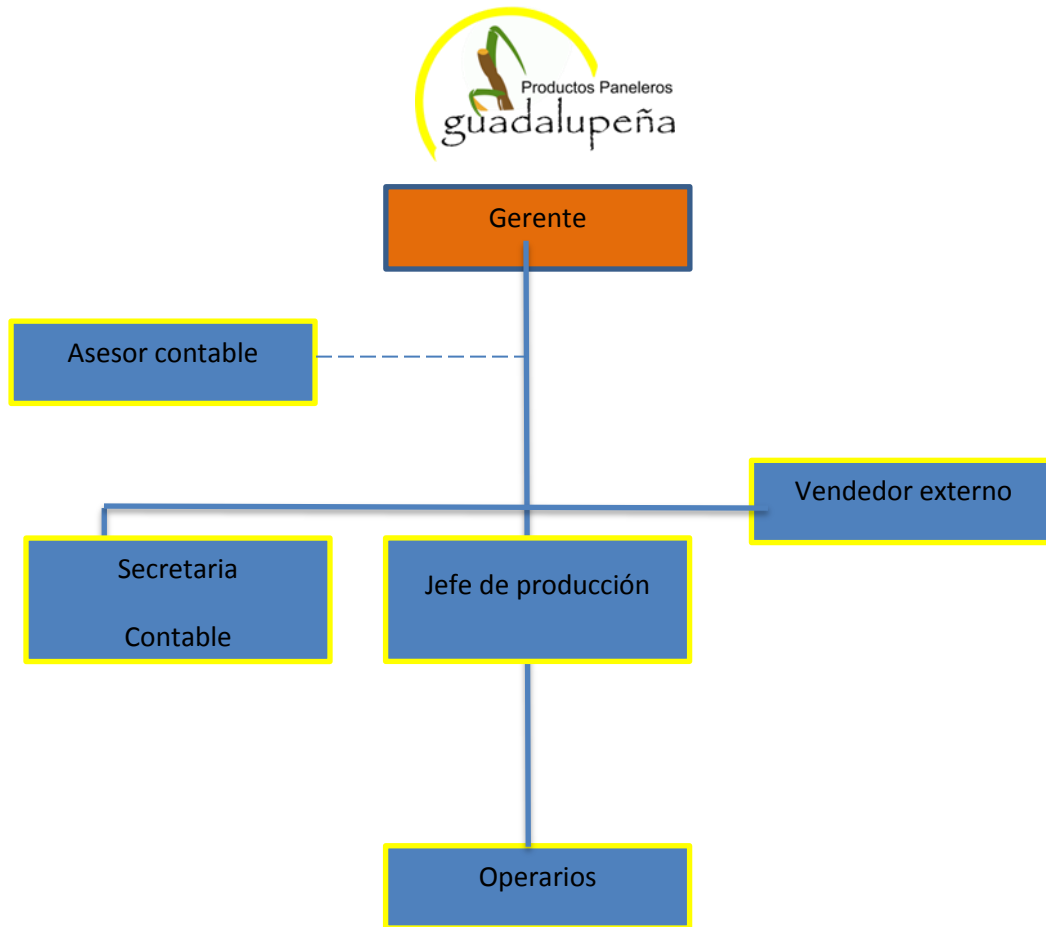 Productos Paneleros
guadalupeña
Gerente
Asesor contable
Vendedor externo
Secretaria
Contable
Jefe de producción
Operarios